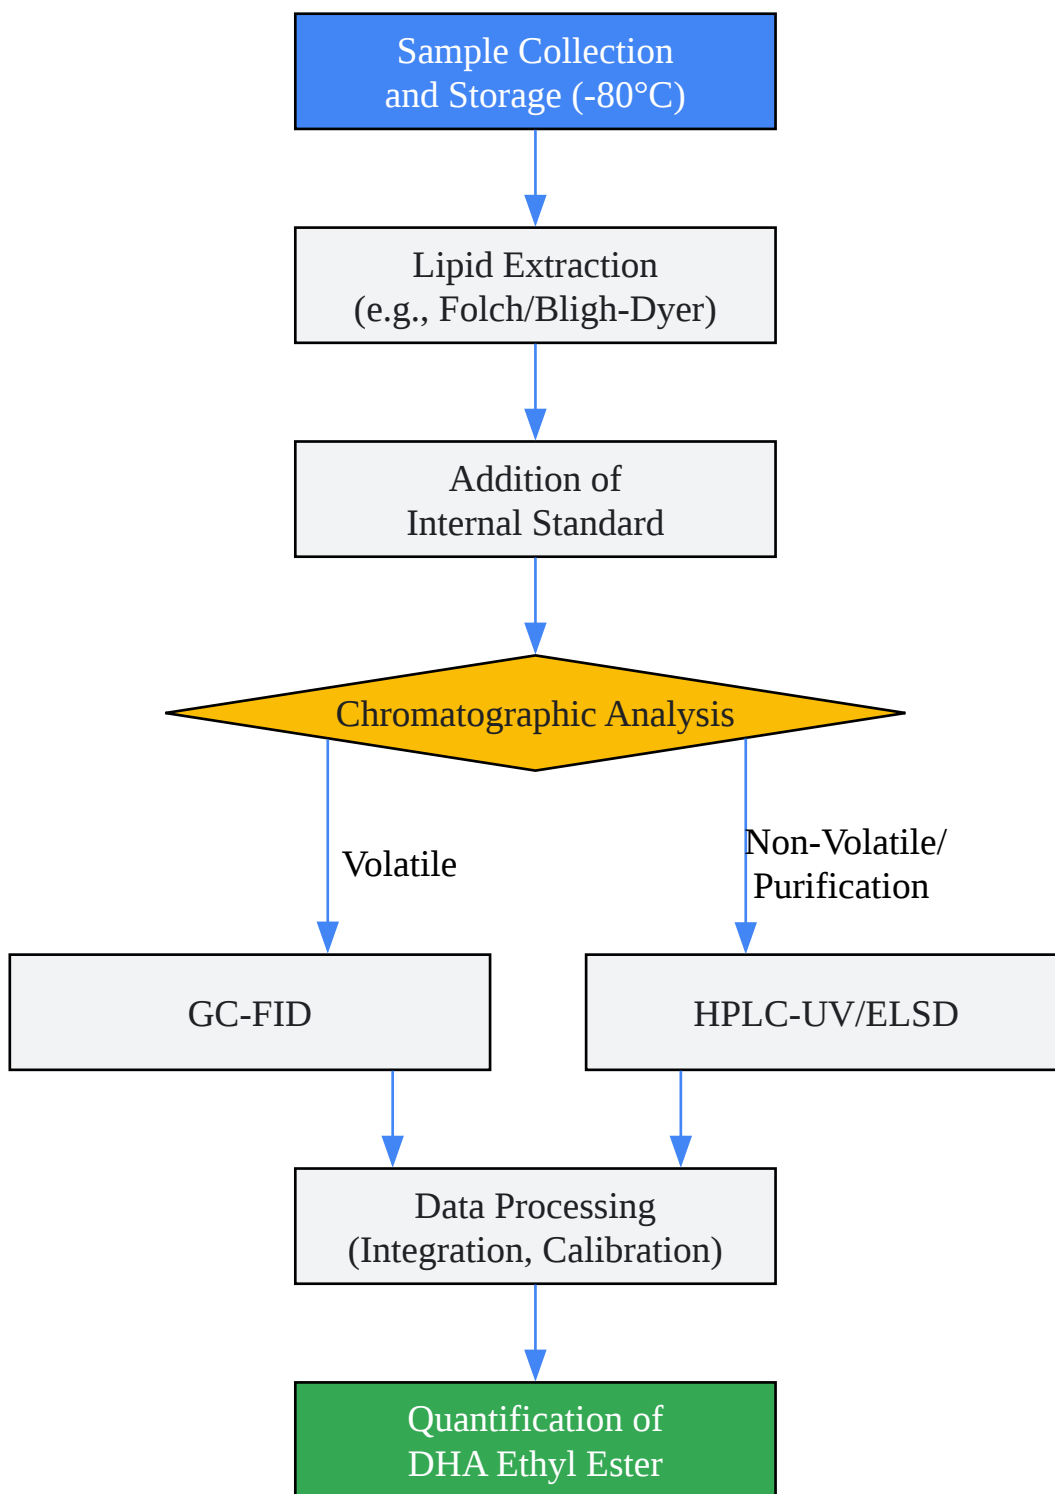 Sample Collection
and Storage (-80°C)
Lipid Extraction
(e.g., Folch/Bligh-Dyer)
Addition of
Internal Standard
Chromatographic Analysis
Volatile
Non-Volatile/
Purification
GC-FID
HPLC-UV/ELSD
Data Processing
(Integration, Calibration)
Quantification of
DHA Ethyl Ester